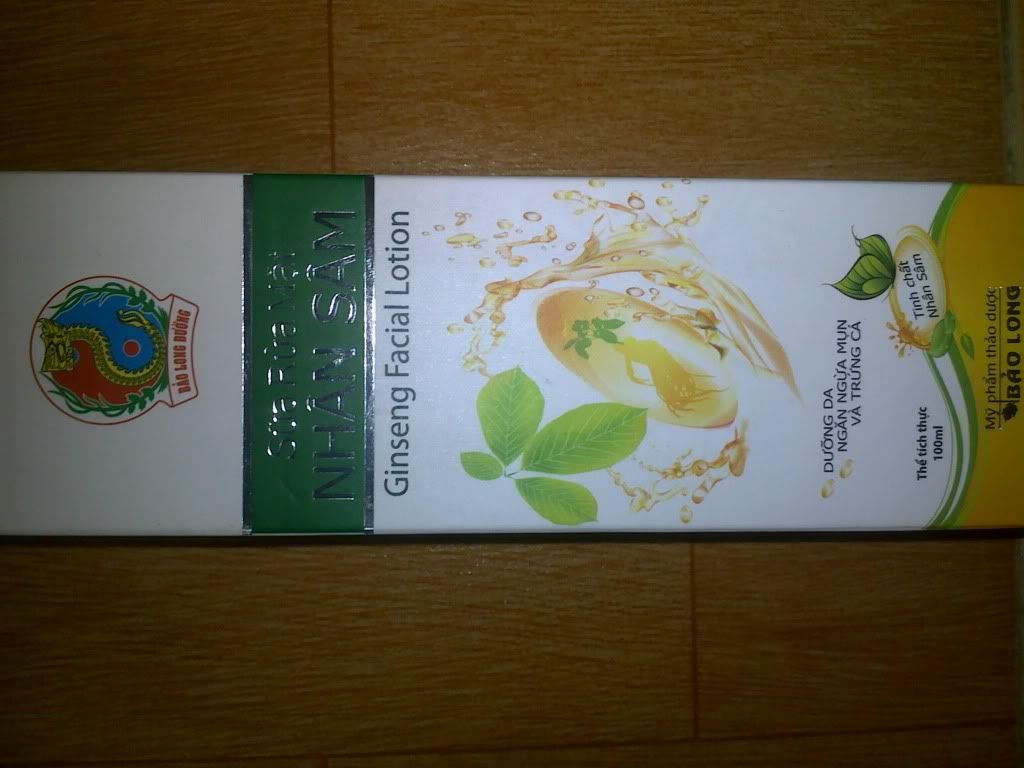 BẢO LONG ĐƯỜNG
Sữa Rửa Mặt
NHÂN SÂM
Ginseng Facial Lotion
DƯỠNG DA
NGĂN NGỪA MỤN
VÀ TRỨNG CÁ
Tinh chất
Nhân Sâm
Thể tích thực
100ml
Mỹ phẩm thảo dược
BẢO LONG